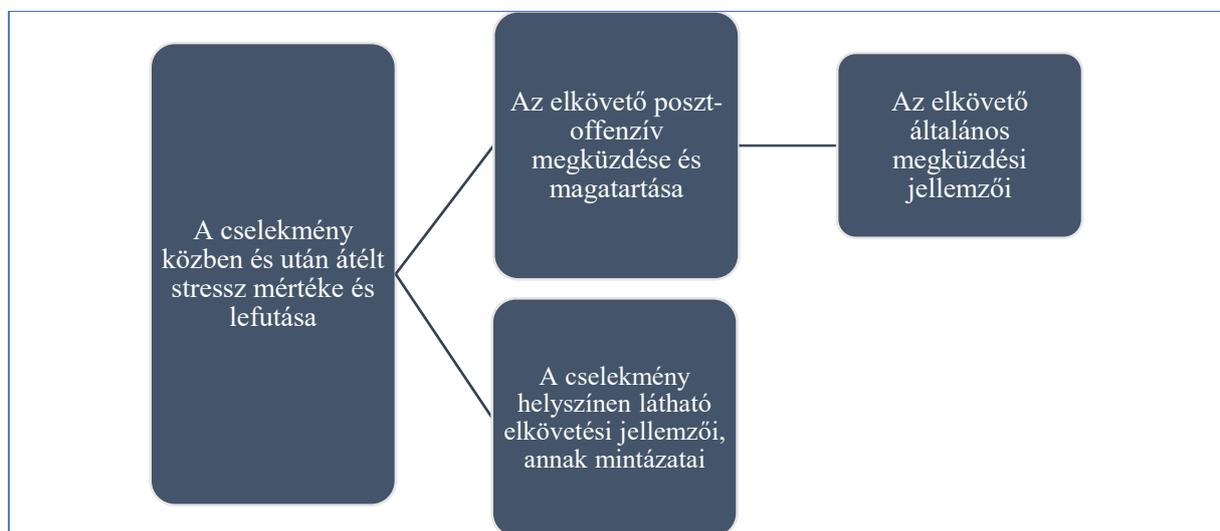 A cselekmény
közben és után átélt
stressz mértéke és
lefutása
Az elkövető poszt-
offenzív
megküzdése és
magatartása
Az elkövető
általános
megküzdési
jellemzői
A cselekmény
helyszínen látható
elkövetési jellemzői,
annak mintázatai